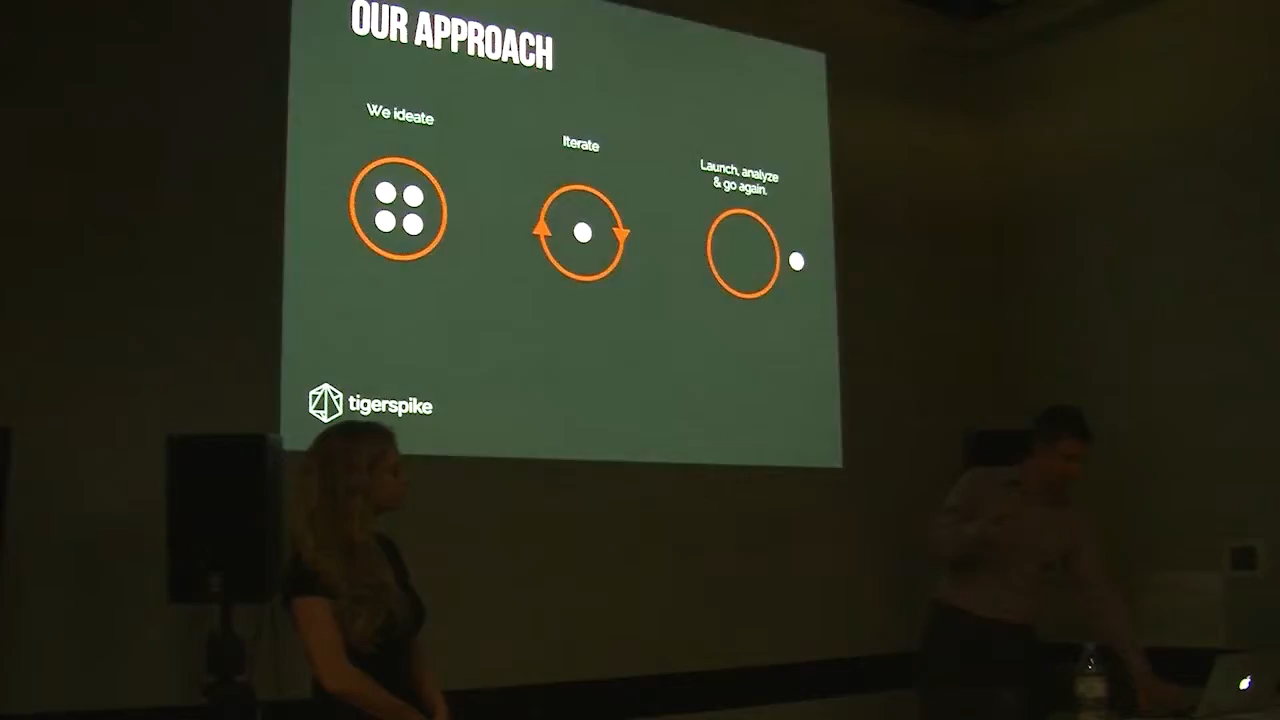 OUR APPROACH
We ideate
Iterate
Launch, analyze
& go again.
tigerspike